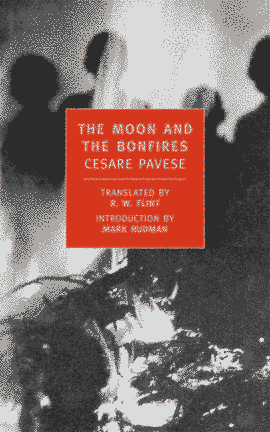 THE MOON AND
THE BONFIRES
CESARE PAVESE
TRANSLATED BY
R. W. FLINT
INTRODUCTION BY
MARK RUDMAN